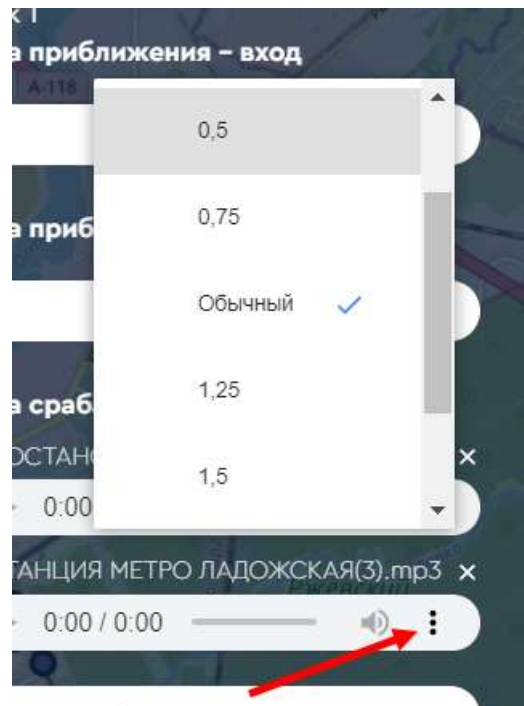 а приближения – вход
А-118
0,5
0,75
а приб
Обычный
1,25
а сраб
ОСТАН
1,5
0:00
ТАНЦИЯ МЕТРО ЛАДОЖСКАЯ(3).mp3
0:00 / 0:00